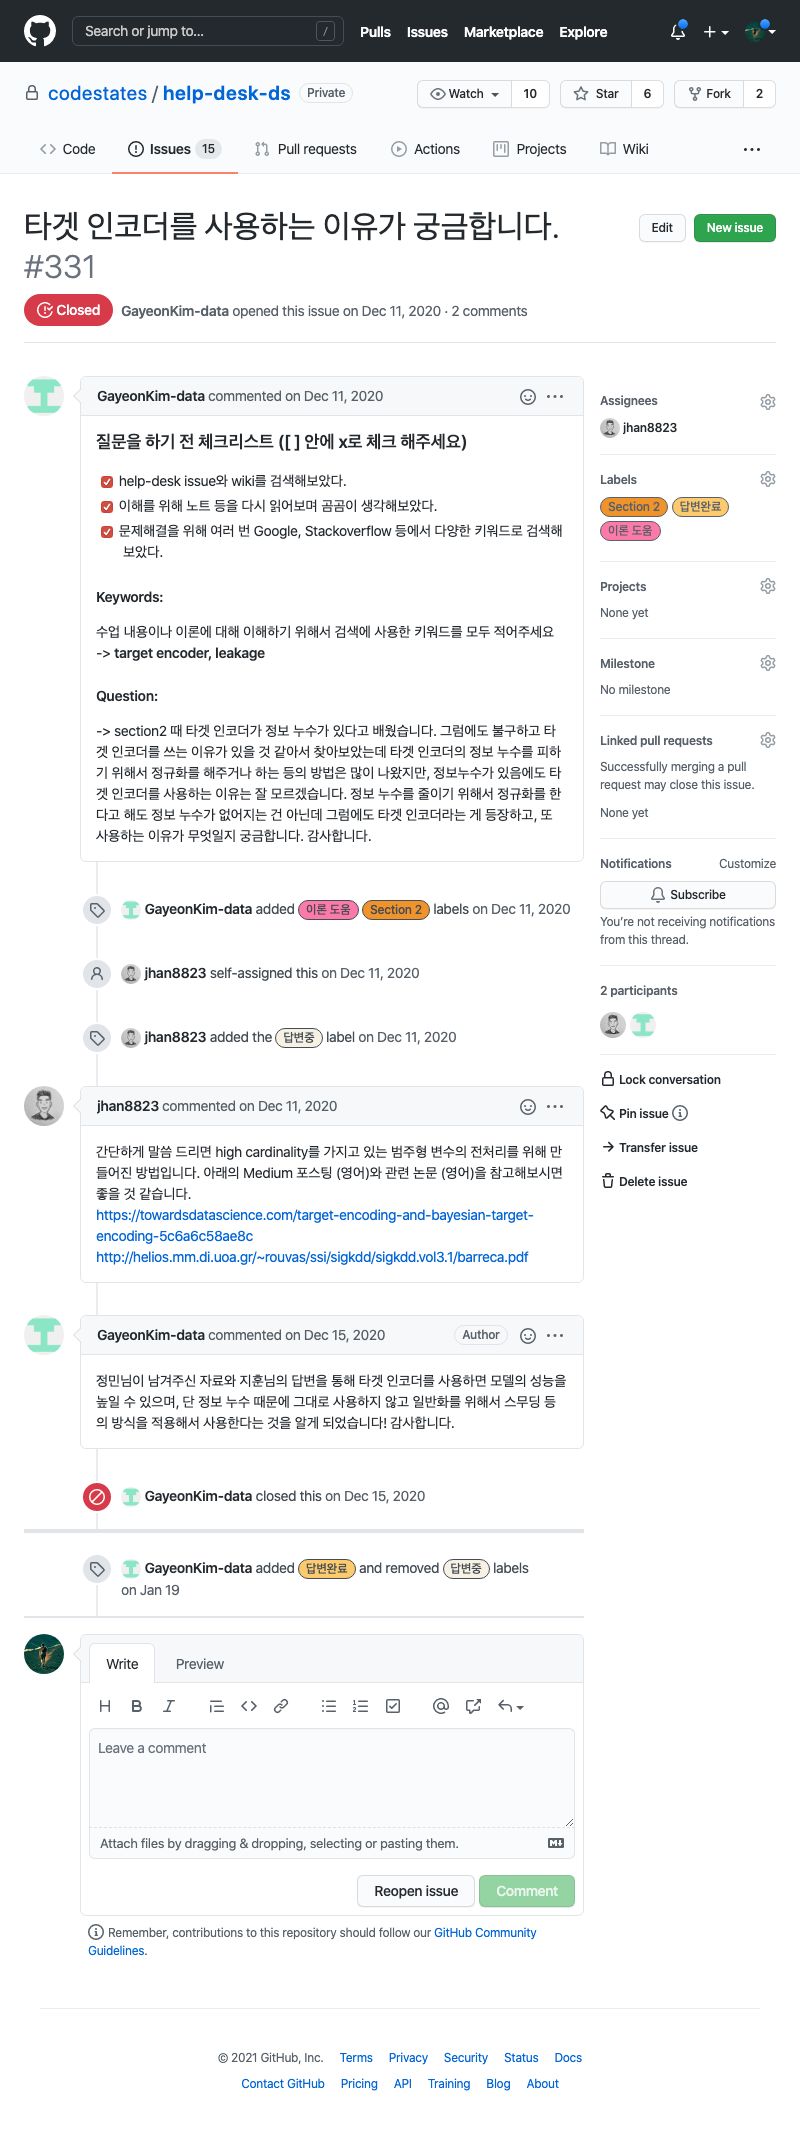 Search or jump to... /
Pulls Issues Marketplace Explore
codestates / help-desk-ds Private
Watch 10 Star 6 Fork 2
Code Issues 15 Pull requests Actions Projects Wiki
타겟 인코더를 사용하는 이유가 궁금합니다.
#331
Edit New issue
Closed GayeonKim-data opened this issue on Dec 11, 2020 · 2 comments
GayeonKim-data commented on Dec 11, 2020
질문을 하기 전 체크리스트 ([ ] 안에 x로 체크 해주세요)
help-desk issue와 wiki를 검색해보았다.
이해를 위해 노트 등을 다시 읽어보며 곰곰이 생각해보았다.
문제해결을 위해 여러 번 Google, Stackoverflow 등에서 다양한 키워드로 검색해
보았다.
Keywords:
수업 내용이나 이론에 대해 이해하기 위해서 검색에 사용한 키워드를 모두 적어주세요
-> target encoder, leakage
Question:
-> section2 때 타겟 인코더가 정보 누수가 있다고 배웠습니다. 그럼에도 불구하고 타
겟 인코더를 쓰는 이유가 있을 것 같아서 찾아보았는데 타겟 인코더의 정보 누수를 피하
기 위해서 정규화를 해주거나 하는 등의 방법은 많이 나왔지만, 정보누수가 있음에도 타
겟 인코더를 사용하는 이유는 잘 모르겠습니다. 정보 누수를 줄이기 위해서 정규화를 한
다고 해도 정보 누수가 없어지는 건 아닌데 그럼에도 타겟 인코더라는 게 등장하고, 또
사용하는 이유가 무엇일지 궁금합니다. 감사합니다.
GayeonKim-data added 이론 도움 Section 2 labels on Dec 11, 2020
jhan8823 self-assigned this on Dec 11, 2020
jhan8823 added the 답변중 label on Dec 11, 2020
jhan8823 commented on Dec 11, 2020
간단하게 말씀 드리면 high cardinality를 가지고 있는 범주형 변수의 전처리를 위해 만
들어진 방법입니다. 아래의 Medium 포스팅 (영어)와 관련 논문 (영어)을 참고해보시면
좋을 것 같습니다.
https://towardsdatascience.com/target-encoding-and-bayesian-target-
encoding-5c6a6c58ae8c
http://helios.mm.di.uoa.gr/~rouvas/ssi/sigkdd/sigkdd.vol3.1/barreca.pdf
GayeonKim-data commented on Dec 15, 2020 Author
정민님이 남겨주신 자료와 지훈님의 답변을 통해 타겟 인코더를 사용하면 모델의 성능을
높일 수 있으며, 단 정보 누수 때문에 그대로 사용하지 않고 일반화를 위해서 스무딩 등
의 방식을 적용해서 사용한다는 것을 알게 되었습니다! 감사합니다.
GayeonKim-data closed this on Dec 15, 2020
GayeonKim-data added 답변완료 and removed 답변중 labels
on Jan 19
Write Preview
Leave a comment
Attach files by dragging & dropping, selecting or pasting them.
Reopen issue Comment
Remember, contributions to this repository should follow our GitHub Community
Guidelines.
Assignees
jhan8823
Labels
Section 2 답변완료
이론 도움
Projects
None yet
Milestone
No milestone
Linked pull requests
Successfully merging a pull
request may close this issue.
None yet
Notifications Customize
Subscribe
You're not receiving notifications
from this thread.
2 participants
Lock conversation
Pin issue
Transfer issue
Delete issue
© 2021 GitHub, Inc. Terms Privacy Security Status Docs
Contact GitHub Pricing API Training Blog About